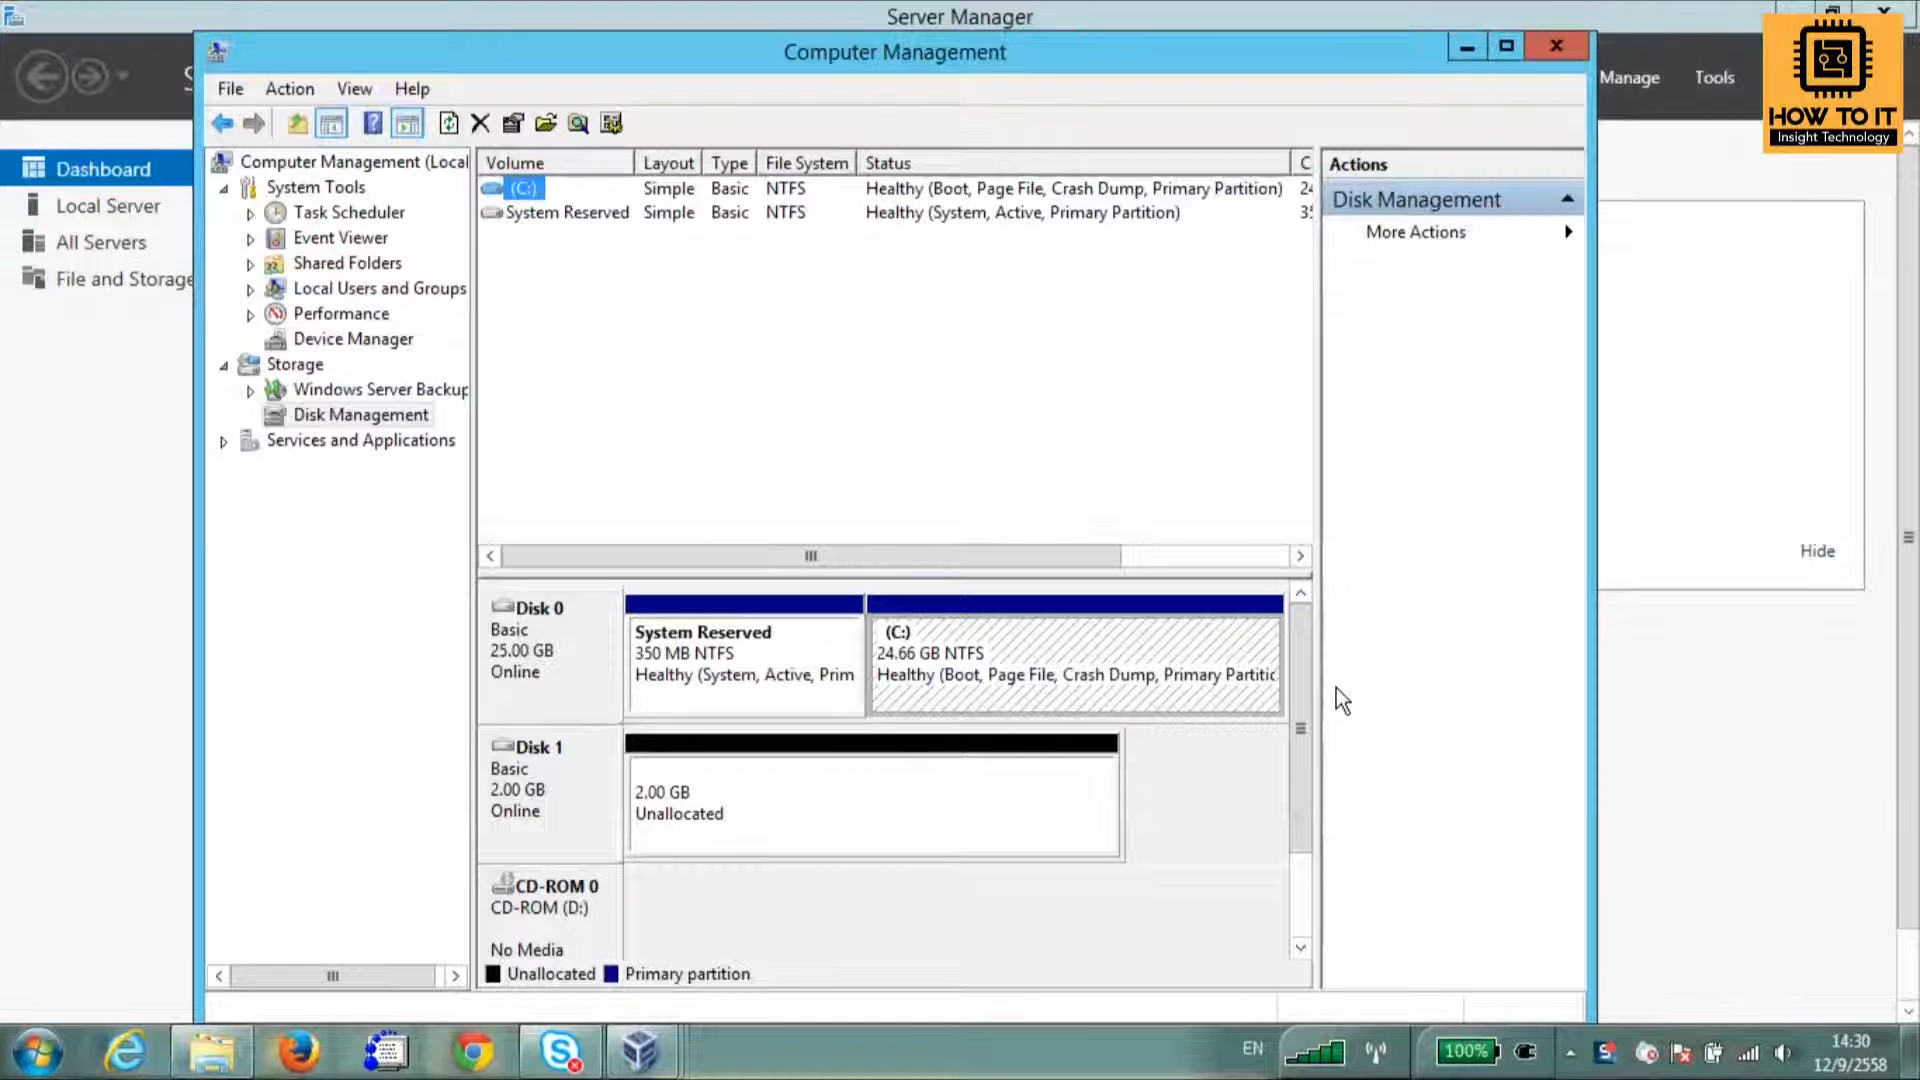 Server Manager
Computer Management
Manage
Tools
HOW TO IT
Insight Technology
File Action View Help
Dashboard
Local Server
All Servers
File and Storage
Computer Management (Local
System Tools
Task Scheduler
Event Viewer
Shared Folders
Local Users and Groups
Performance
Device Manager
Storage
Windows Server Backup
Disk Management
Services and Applications
Volume Layout Type File System Status C
(C:) Simple Basic NTFS Healthy (Boot, Page File, Crash Dump, Primary Partition) 24
System Reserved Simple Basic NTFS Healthy (System, Active, Primary Partition) 35
Actions
Disk Management
More Actions
Hide
Disk 0
Basic
25.00 GB
Online
System Reserved
350 MB NTFS
Healthy (System, Active, Prim
(C:)
24.66 GB NTFS
Healthy (Boot, Page File, Crash Dump, Primary Partitic
Disk 1
Basic
2.00 GB
Online
2.00 GB
Unallocated
CD-ROM 0
CD-ROM (D:)
No Media
Unallocated Primary partition
EN
100%
14:30
12/9/2558